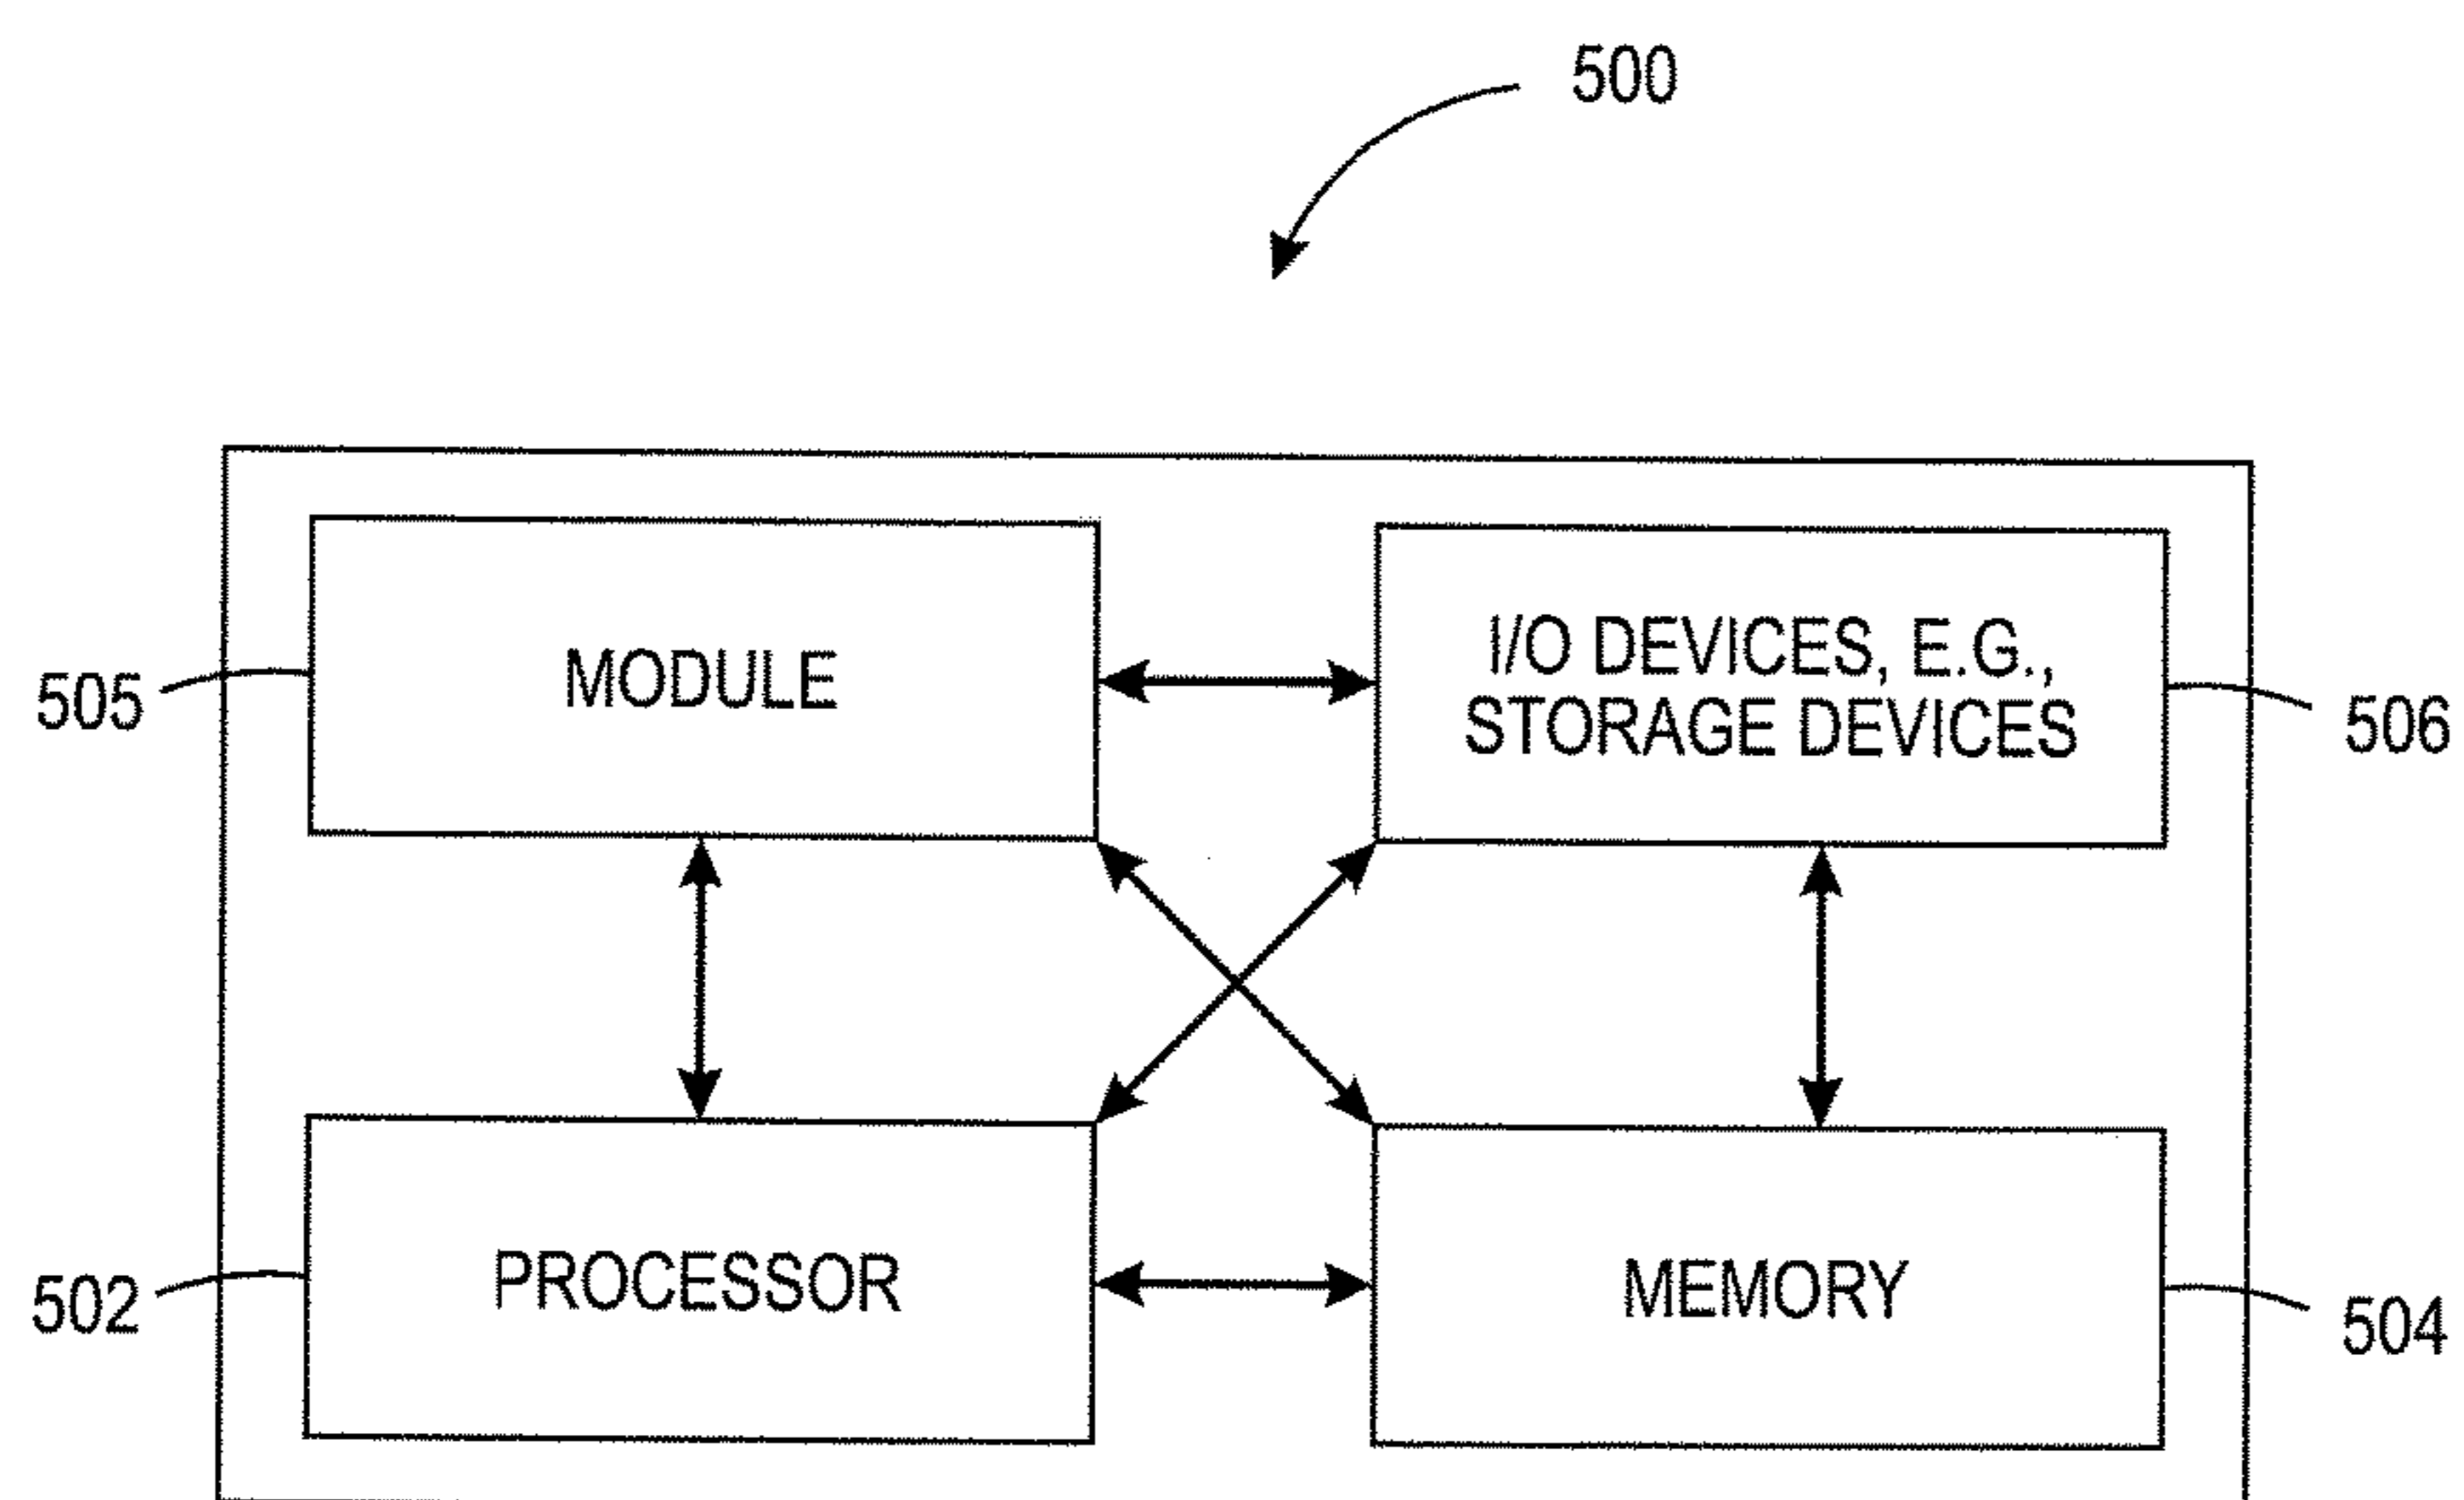 500
MODULE
I/O DEVICES, E.G.,
STORAGE DEVICES
505
506
PROCESSOR
MEMORY
502
504